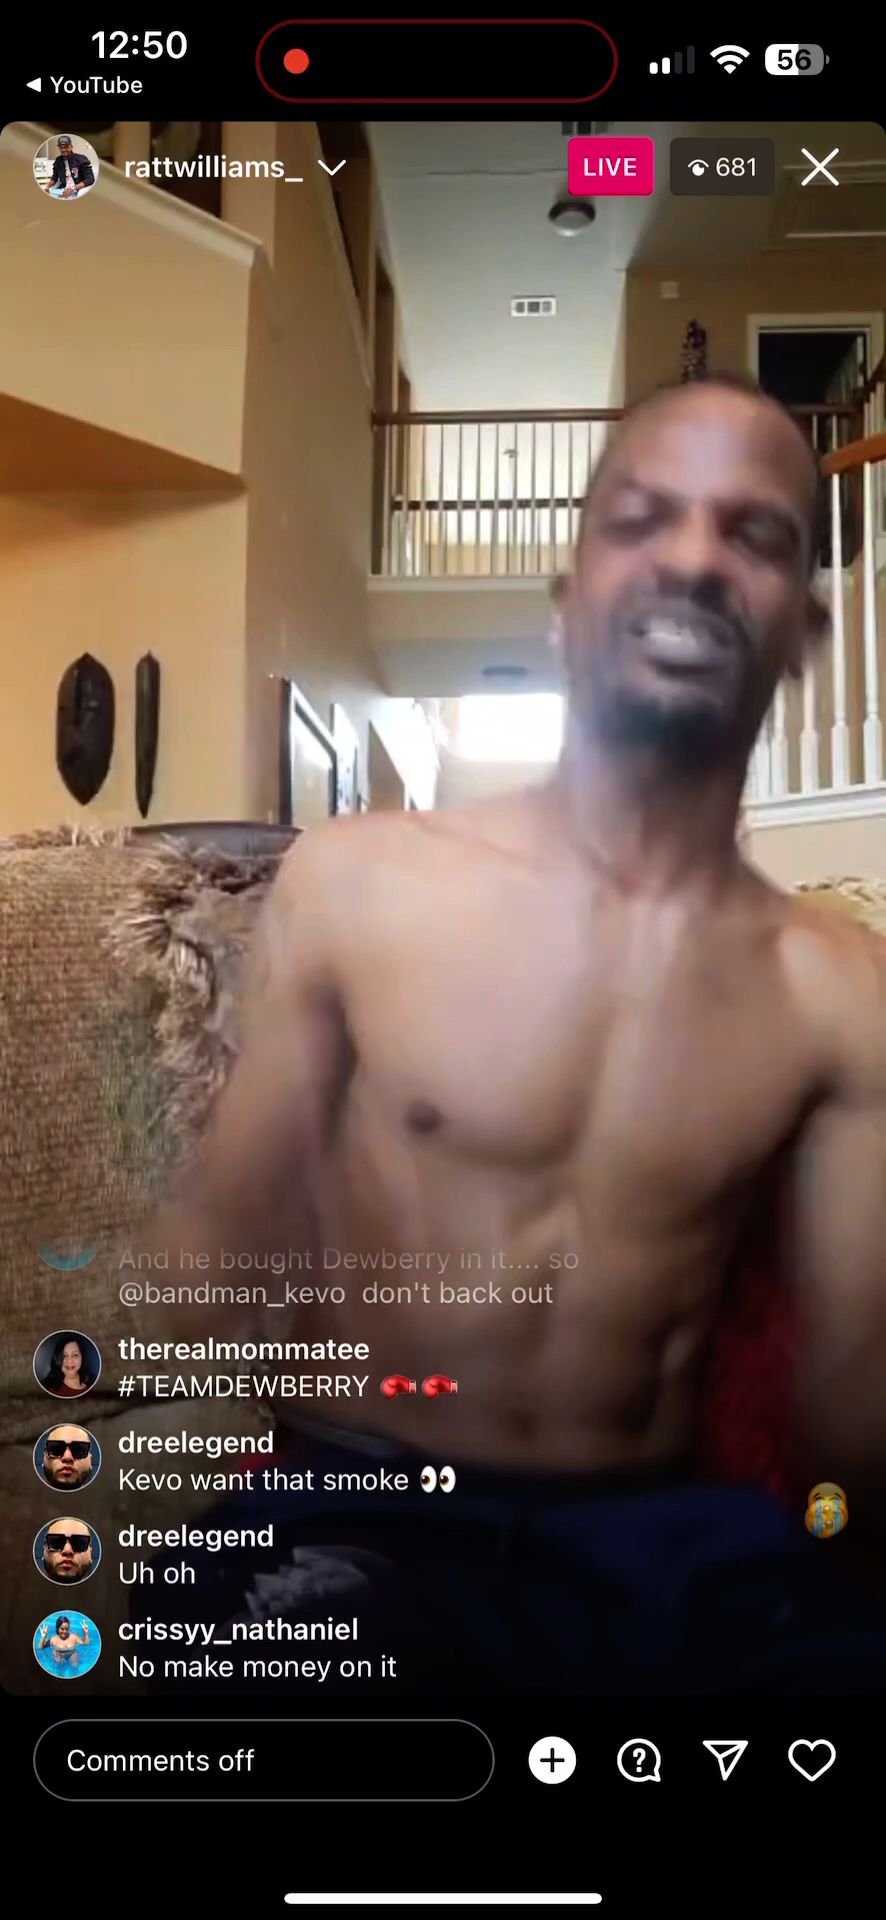 12:50
◀ YouTube
56
rattwilliams_
LIVE
681
And he bought Dewberry in it.... so
@bandman_kevo don't back out
therealmommatee
#TEAMDEWBERRY 🥊🥊
dreelegend
Kevo want that smoke 👀
dreelegend
Uh oh
crissyy_nathaniel
No make money on it
Comments off